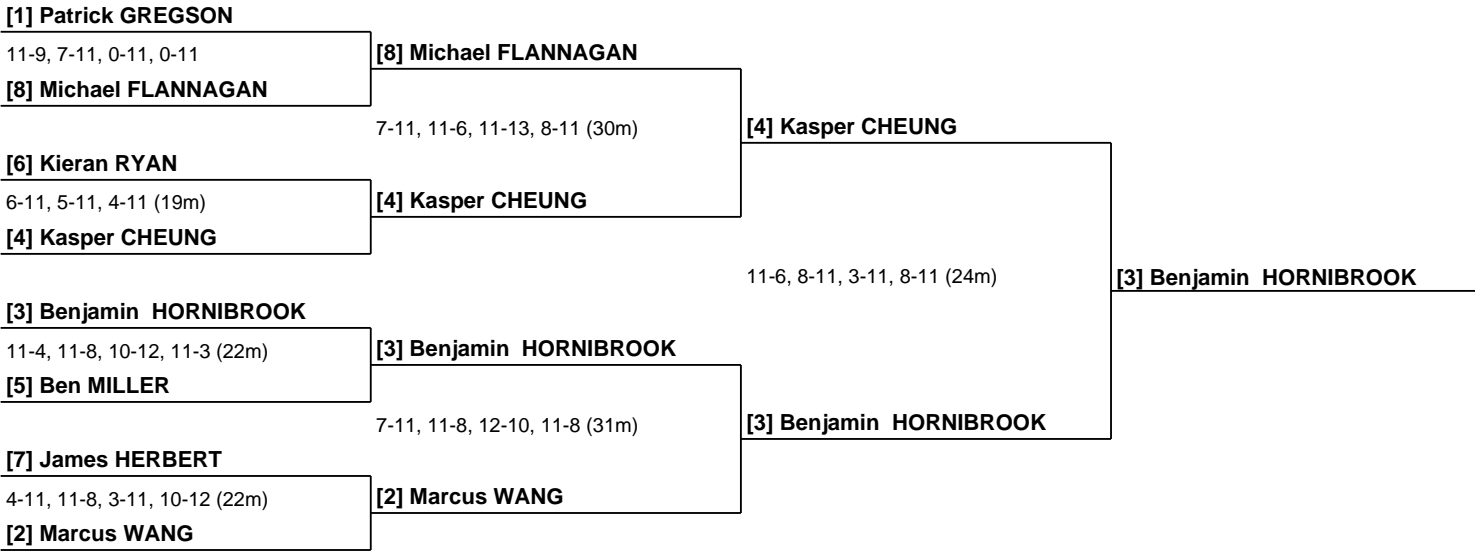 [1] Patrick GREGSON
11-9, 7-11, 0-11, 0-11
[8] Michael FLANNAGAN
[8] Michael FLANNAGAN
7-11, 11-6, 11-13, 8-11 (30m)
[4] Kasper CHEUNG
[6] Kieran RYAN
6-11, 5-11, 4-11 (19m)
[4] Kasper CHEUNG
[4] Kasper CHEUNG
11-6, 8-11, 3-11, 8-11 (24m)
[3] Benjamin HORNIBROOK
[3] Benjamin HORNIBROOK
11-4, 11-8, 10-12, 11-3 (22m)
[3] Benjamin HORNIBROOK
[5] Ben MILLER
7-11, 11-8, 12-10, 11-8 (31m)
[3] Benjamin HORNIBROOK
[7] James HERBERT
4-11, 11-8, 3-11, 10-12 (22m)
[2] Marcus WANG
[2] Marcus WANG